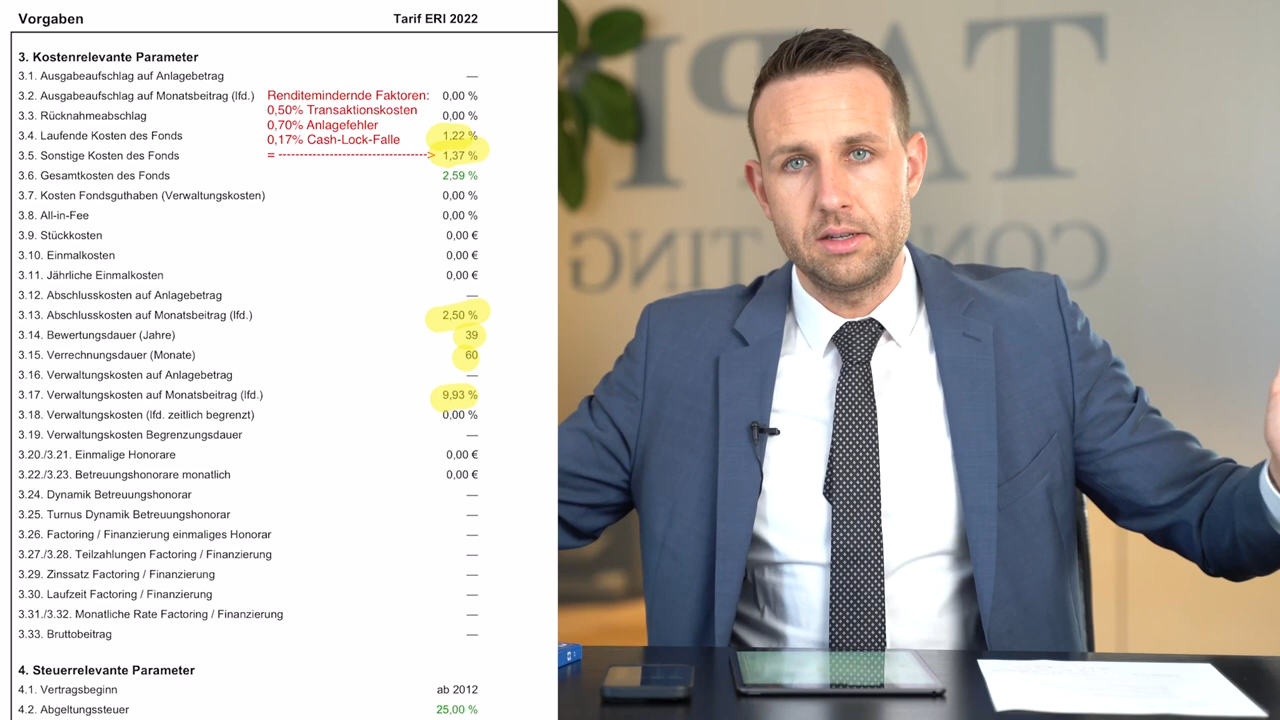 Vorgaben Tarif ERI 2022
3. Kostenrelevante Parameter
3.1. Ausgabeaufschlag auf Anlagebetrag —
3.2. Ausgabeaufschlag auf Monatsbeitrag (lfd.) 0,00 %
3.3. Rücknahmeabschlag 0,00 %
3.4. Laufende Kosten des Fonds 1,22 %
3.5. Sonstige Kosten des Fonds 1,37 %
Renditemindernde Faktoren:
0,50% Transaktionskosten
0,70% Anlagefehler
0,17% Cash-Lock-Falle
= --------------------------------->
3.6. Gesamtkosten des Fonds 2,59 %
3.7. Kosten Fondsguthaben (Verwaltungskosten) 0,00 %
3.8. All-in-Fee 0,00 %
3.9. Stückkosten 0,00 €
3.10. Einmalkosten 0,00 €
3.11. Jährliche Einmalkosten 0,00 €
3.12. Abschlusskosten auf Anlagebetrag —
3.13. Abschlusskosten auf Monatsbeitrag (lfd.) 2,50 %
3.14. Bewertungsdauer (Jahre) 39
3.15. Verrechnungsdauer (Monate) 60
3.16. Verwaltungskosten auf Anlagebetrag —
3.17. Verwaltungskosten auf Monatsbeitrag (lfd.) 9,93 %
3.18. Verwaltungskosten (lfd. zeitlich begrenzt) 0,00 %
3.19. Verwaltungskosten Begrenzungsdauer —
3.20./3.21. Einmalige Honorare 0,00 €
3.22./3.23. Betreuungshonorare monatlich 0,00 €
3.24. Dynamik Betreuungshonorar —
3.25. Turnus Dynamik Betreuungshonorar —
3.26. Factoring / Finanzierung einmaliges Honorar —
3.27./3.28. Teilzahlungen Factoring / Finanzierung —
3.29. Zinssatz Factoring / Finanzierung —
3.30. Laufzeit Factoring / Finanzierung —
3.31./3.32. Monatliche Rate Factoring / Finanzierung —
3.33. Bruttobeitrag —
4. Steuerrelevante Parameter
4.1. Vertragsbeginn ab 2012
4.2. Abgeltungssteuer 25,00 %